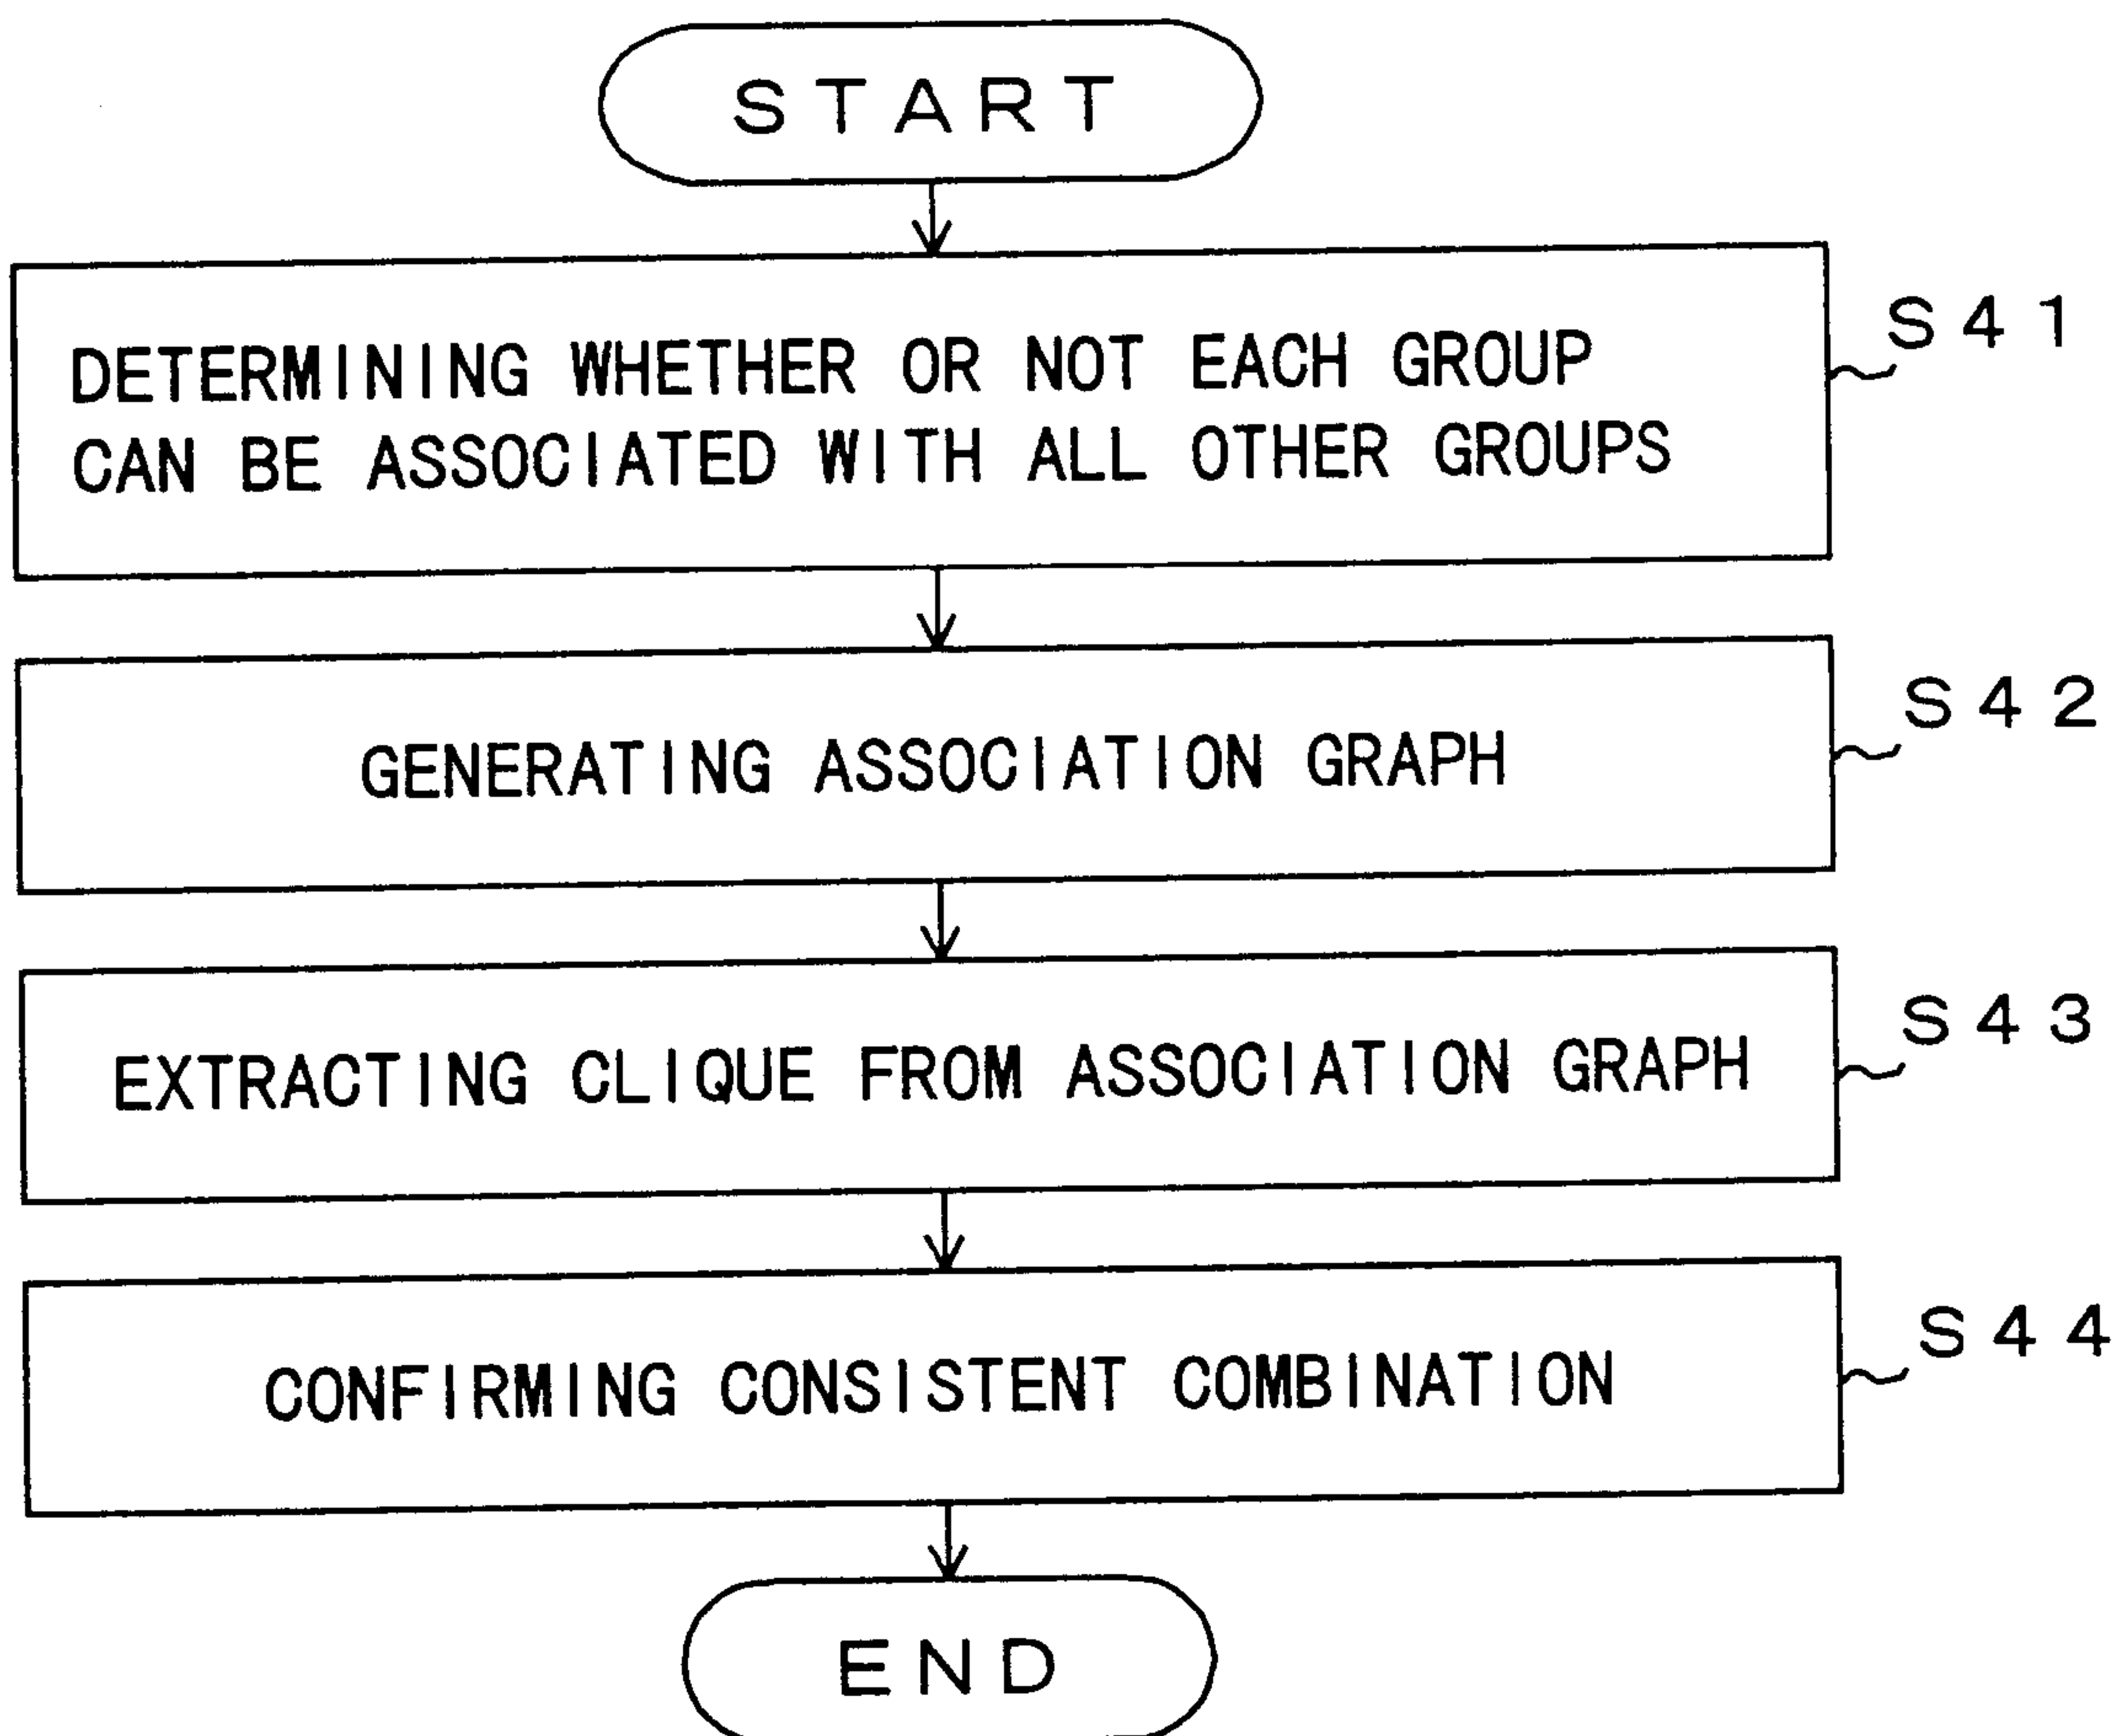 START
DETERMINING WHETHER OR NOT EACH GROUP
S41
CAN BE ASSOCIATED WITH ALL OTHER GROUPS
S42
GENERATING ASSOCIATION GRAPH
S43
EXTRACTING CLIQUE FROM ASSOCIATION GRAPH
S44
CONFIRMING CONSISTENT COMBINATION
END